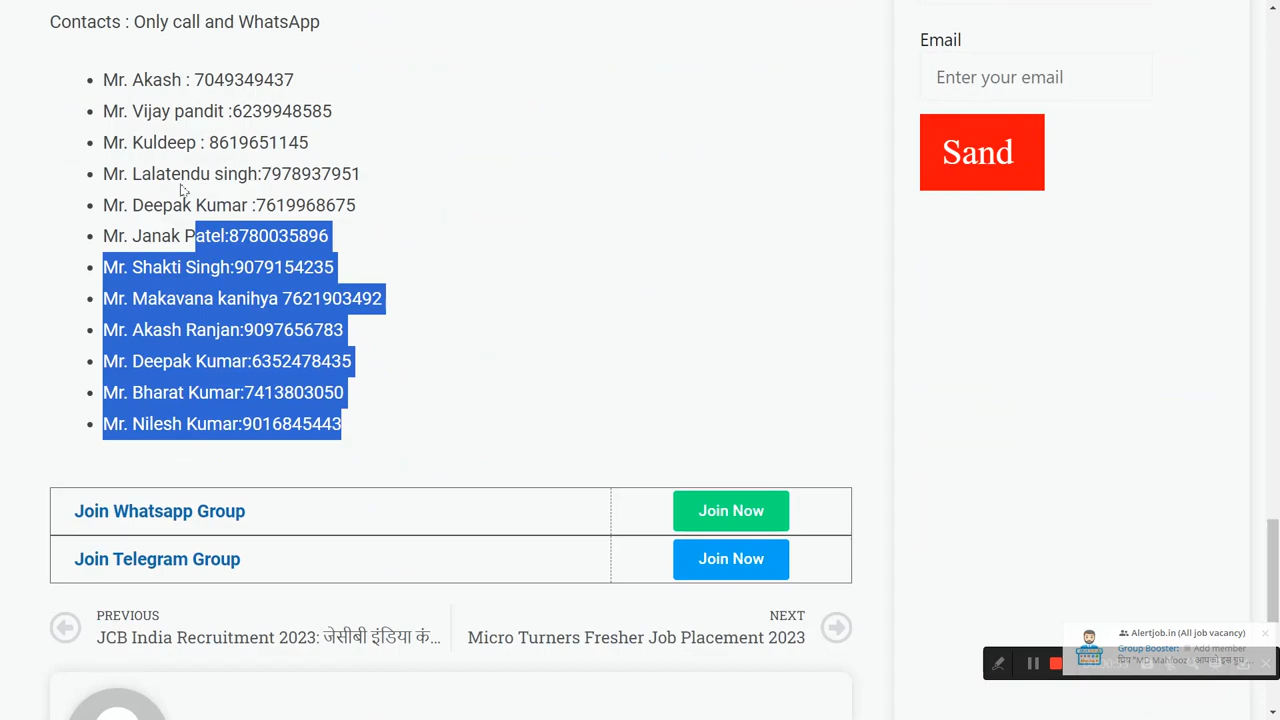 Contacts : Only call and WhatsApp
Mr. Akash : 7049349437
Mr. Vijay pandit :6239948585
Mr. Kuldeep : 8619651145
Mr. Lalatendu singh:7978937951
Mr. Deepak Kumar :7619968675
Mr. Janak Patel:8780035896
Mr. Shakti Singh:9079154235
Mr. Makavana kanihya 7621903492
Mr. Akash Ranjan:9097656783
Mr. Deepak Kumar:6352478435
Mr. Bharat Kumar:7413803050
Mr. Nilesh Kumar:9016845443
Join Whatsapp Group
Join Now
Join Telegram Group
Join Now
PREVIOUS
JCB India Recruitment 2023: जेसीबी इंडिया कं...
NEXT
Micro Turners Fresher Job Placement 2023
Email
Enter your email
Sand
Alertjob.in (All job vacancy)
Group Booster: Add member
प्रिय "MD Mahfooz